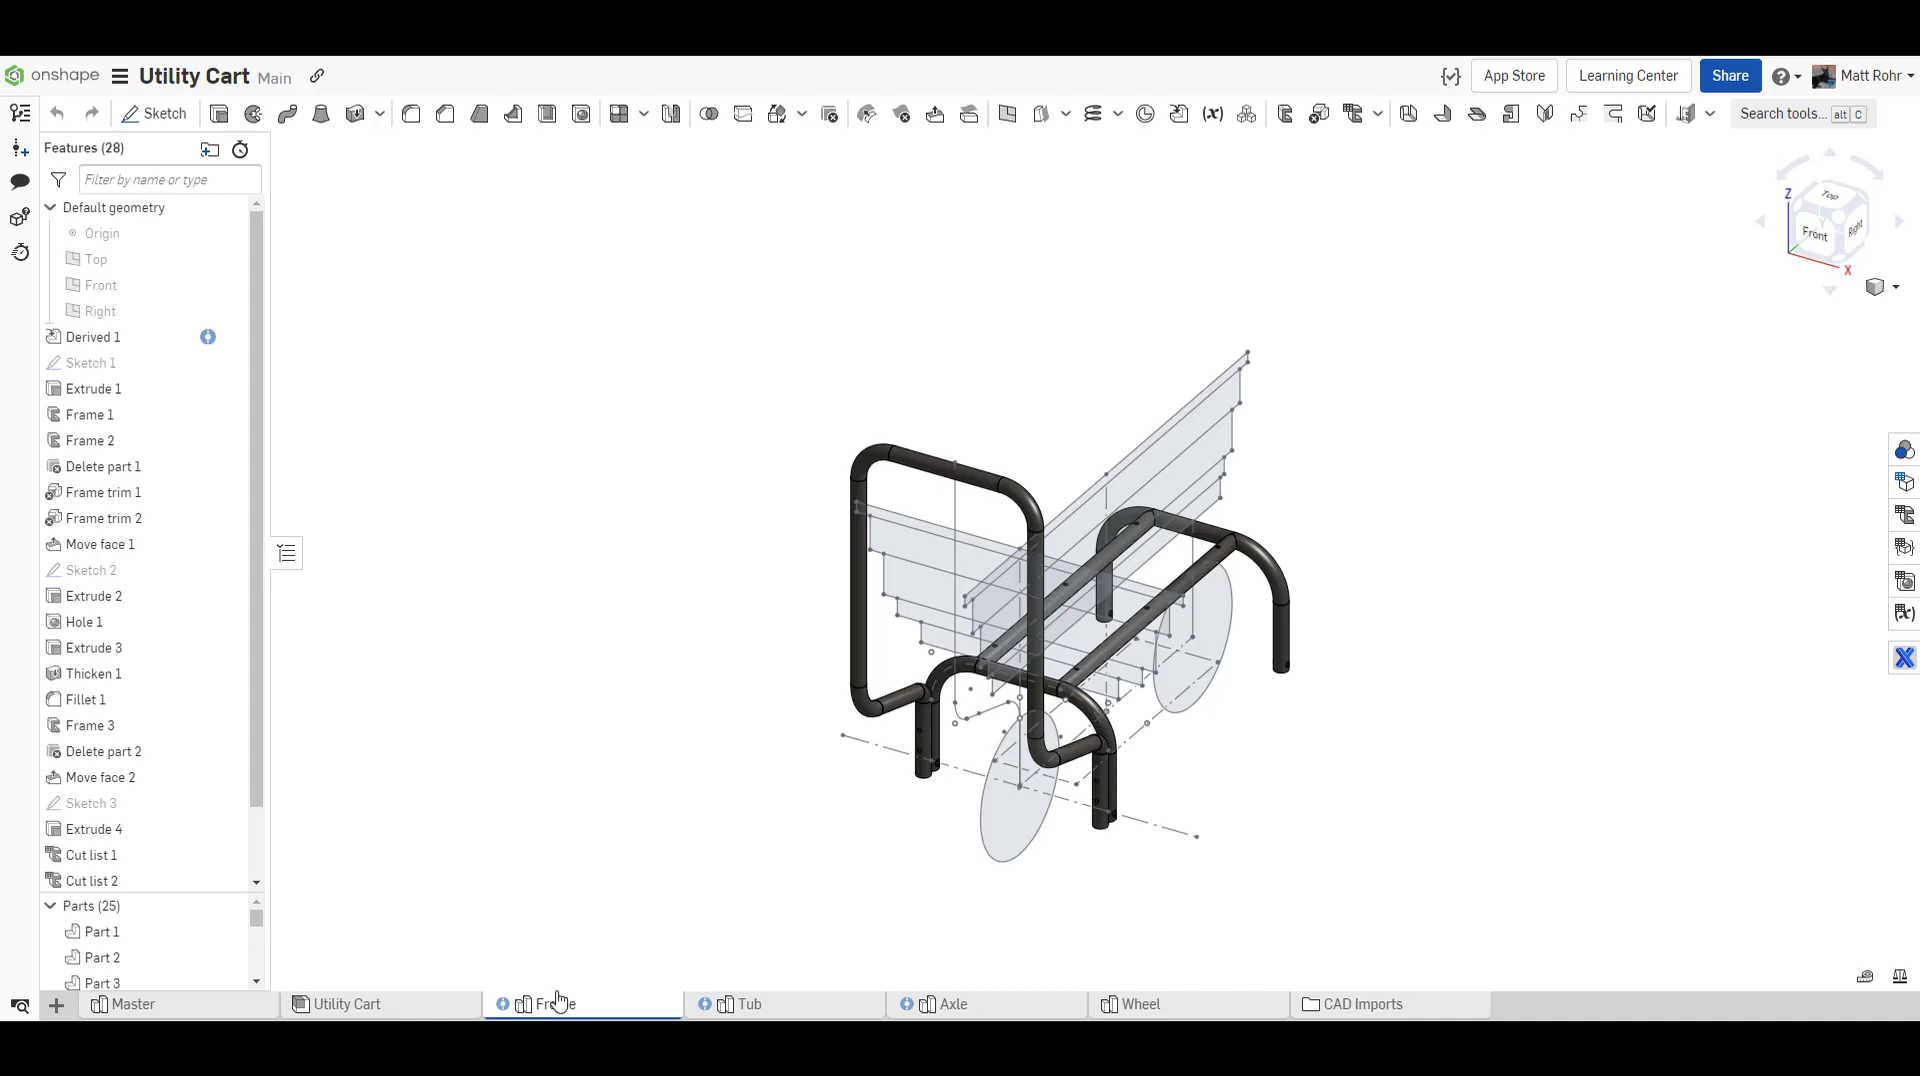 onshape
Utility Cart Main
App Store
Learning Center
Share
Matt Rohr
Sketch
Search tools... alt C
Features (28)
Filter by name or type
Default geometry
Origin
Top
Front
Right
Derived 1
Sketch 1
Extrude 1
Frame 1
Frame 2
Delete part 1
Frame trim 1
Frame trim 2
Move face 1
Sketch 2
Extrude 2
Hole 1
Extrude 3
Thicken 1
Fillet 1
Frame 3
Delete part 2
Move face 2
Sketch 3
Extrude 4
Cut list 1
Cut list 2
Parts (25)
Part 1
Part 2
Part 3
Z
Top
Front
Right
Y
X
Master
Utility Cart
Tub
Axle
Wheel
CAD Imports